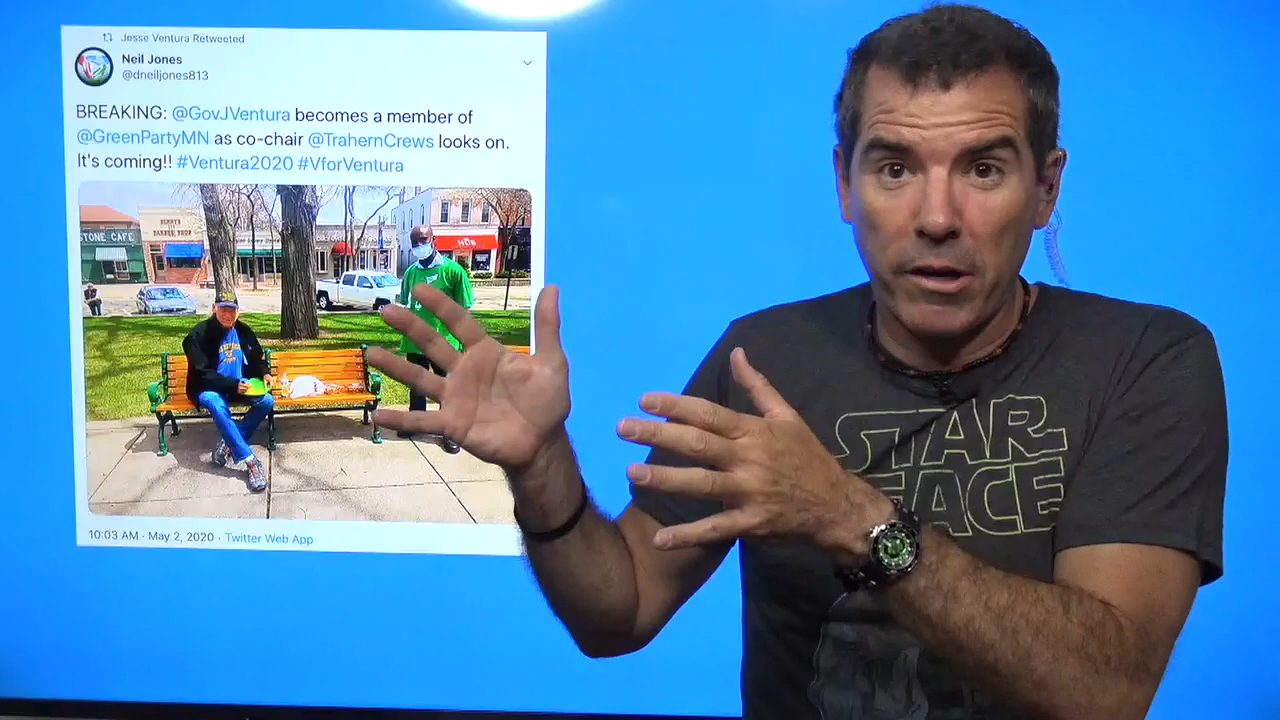 Jesse Ventura Retweeted
Neil Jones
@dneiljones813
BREAKING: @GovJVentura becomes a member of
@GreenPartyMN as co-chair @TrahernCrews looks on.
It's coming!! #Ventura2020 #VforVentura
STONE CAFE
HUB
10:03 AM · May 2, 2020 · Twitter Web App
STAR
FACE